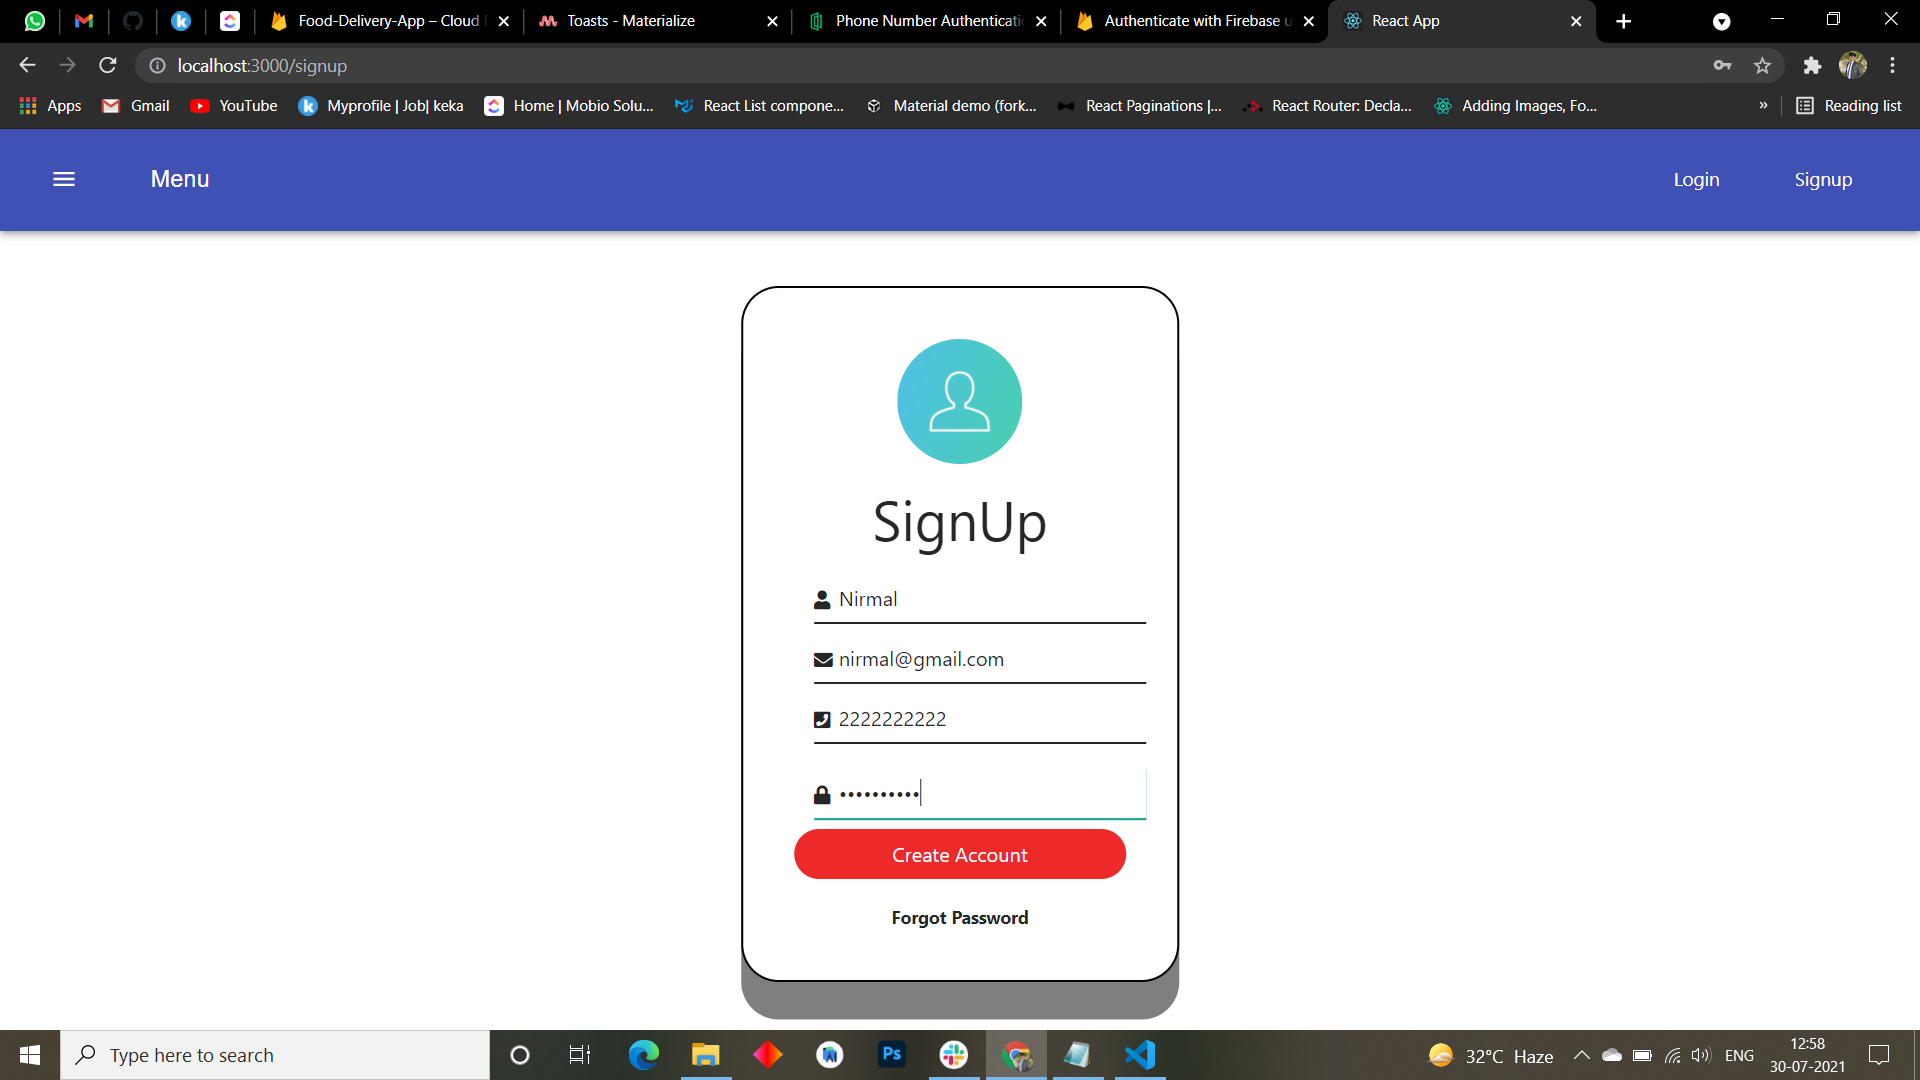 Food-Delivery-App – Cloud
Toasts - Materialize
Phone Number Authenticati
Authenticate with Firebase u
React App
localhost:3000/signup
Apps
Gmail
YouTube
Myprofile | Job| keka
Home | Mobio Solu...
React List compone...
Material demo (fork...
React Paginations |...
React Router: Decla...
Adding Images, Fo...
»
Reading list
Menu
Login
Signup
SignUp
Nirmal
nirmal@gmail.com
2222222222
••••••••••
Create Account
Forgot Password
Type here to search
Ps
32°C Haze
ENG
12:58
30-07-2021